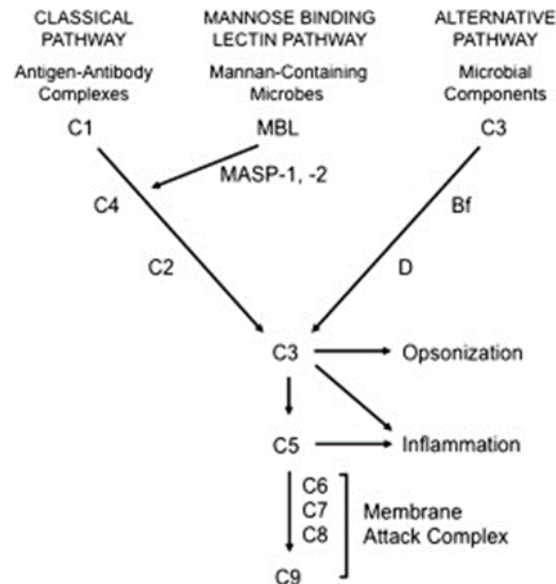 CLASSICAL
PATHWAY
MANNOSE BINDING
LECTIN PATHWAY
ALTERNATIVE
PATHWAY
Antigen-Antibody
Complexes
Mannan-Containing
Microbes
Microbial
Components
C1
MBL
C3
MASP-1, -2
C4
Bf
C2
D
C3
Opsonization
C5
Inflammation
C6
C7
C8
Membrane
Attack Complex
C9